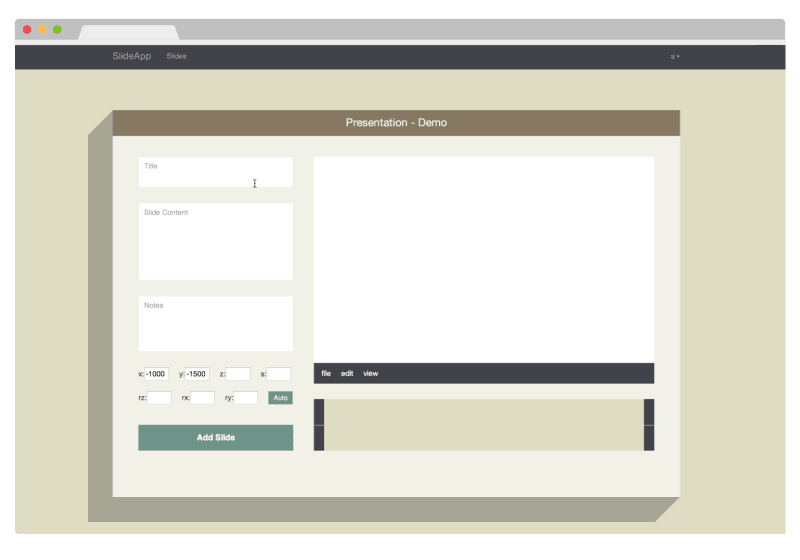 SlideApp Slides s
Presentation - Demo
Title
Slide Content
Notes
x: -1000 y: -1500 z: s:
rz: rx: ry: Auto
Add Slide
file edit view